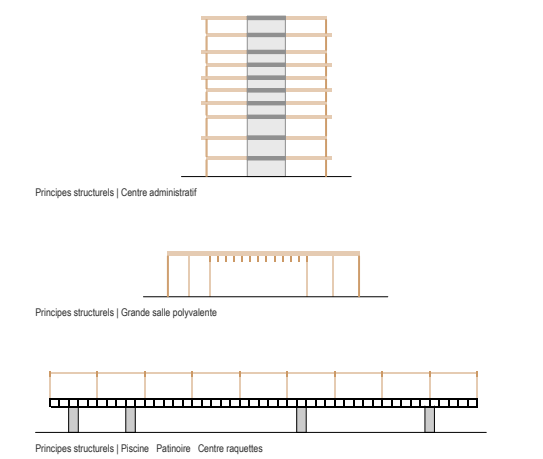 Principes structurels | Centre administratif
Principes structurels | Grande salle polyvalente
Principes structurels | Piscine Patinoire Centre raquettes